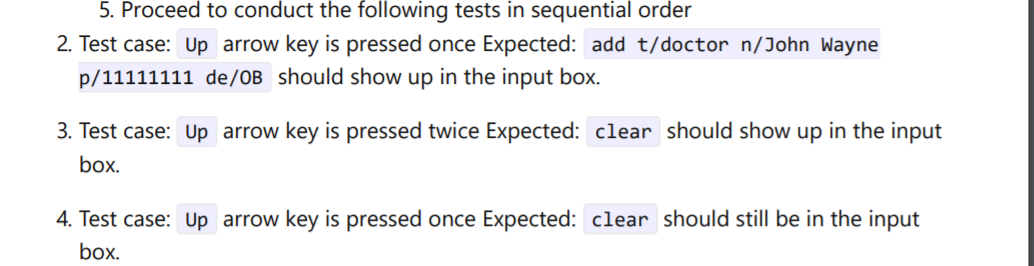 5. Proceed to conduct the following tests in sequential order
2. Test case: Up arrow key is pressed once Expected: add t/doctor n/John Wayne
p/11111111 de/OB should show up in the input box.
3. Test case: Up arrow key is pressed twice Expected: clear should show up in the input
box.
4. Test case: Up arrow key is pressed once Expected: clear should still be in the input
box.